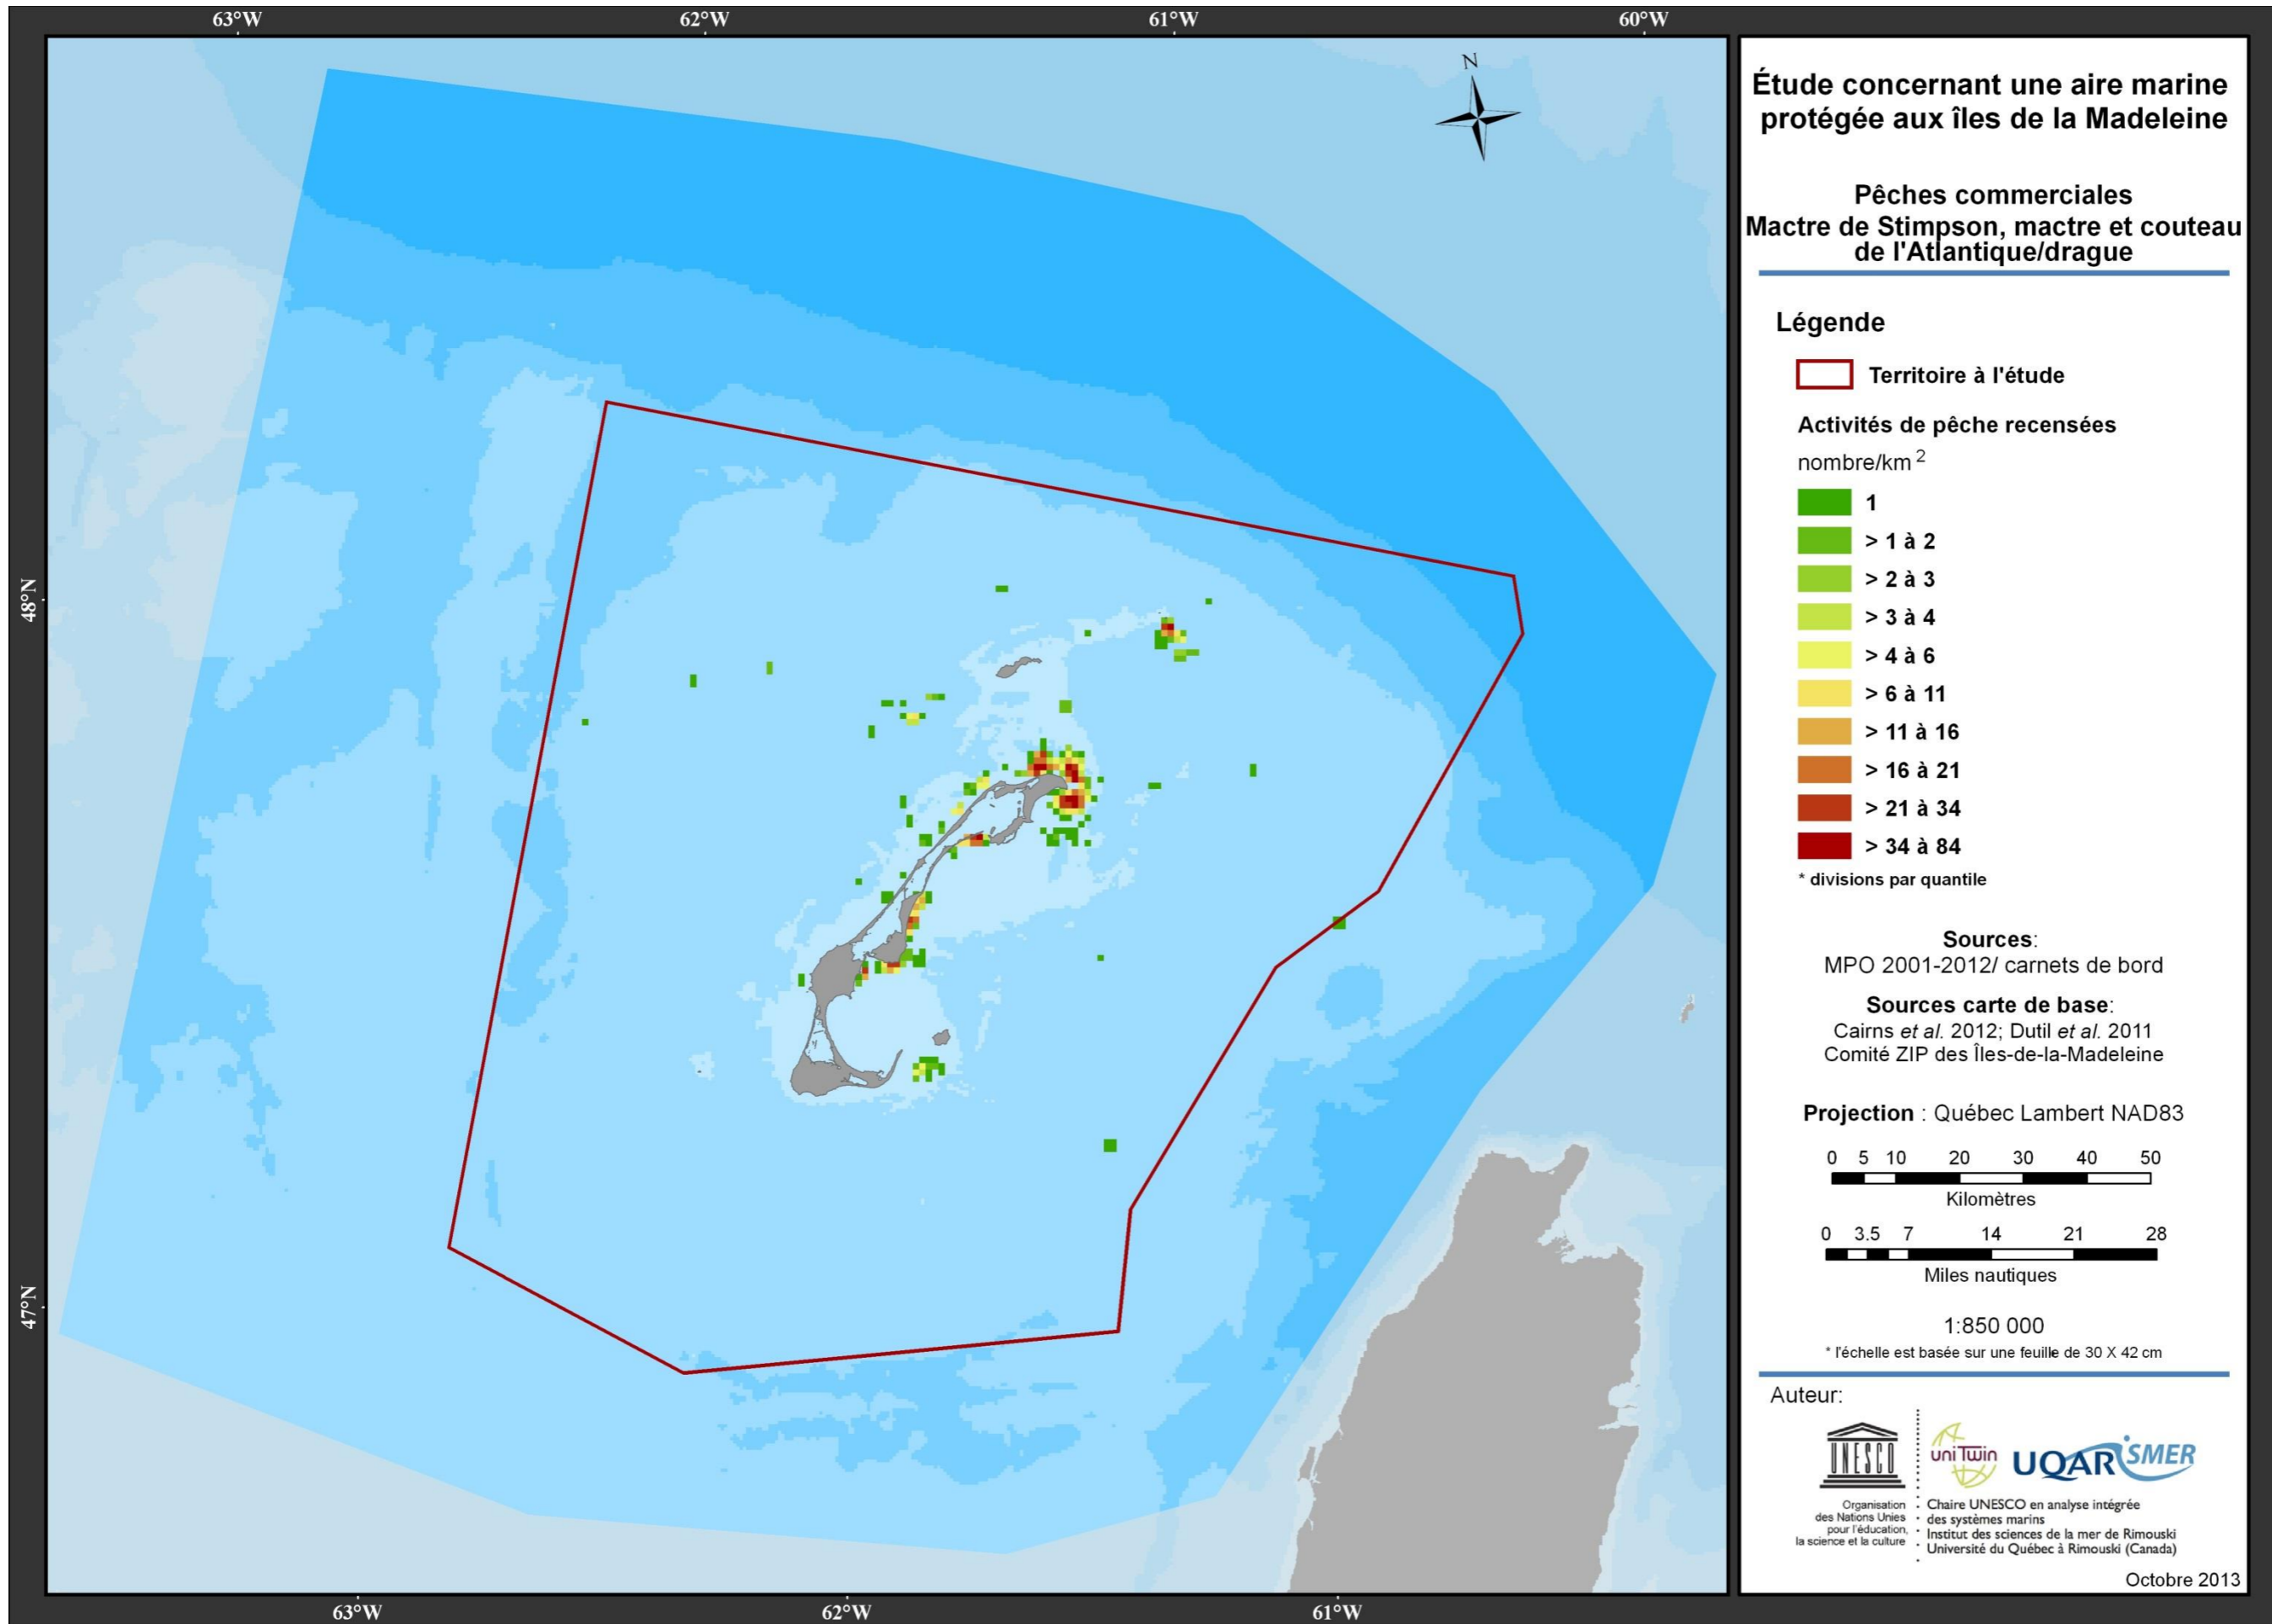 63°W 62°W 61°W 60°W
N
48°N
47°N
63°W 62°W 61°W
Étude concernant une aire marine
protégée aux îles de la Madeleine
Pêches commerciales
Mactre de Stimpson, mactre et couteau
de l'Atlantique/drague
Légende
Territoire à l'étude
Activités de pêche recensées
nombre/km 2
1
> 1 à 2
> 2 à 3
> 3 à 4
> 4 à 6
> 6 à 11
> 11 à 16
> 16 à 21
> 21 à 34
> 34 à 84
* divisions par quantile
Sources:
MPO 2001-2012/ carnets de bord
Sources carte de base:
Cairns et al. 2012; Dutil et al. 2011
Comité ZIP des Îles-de-la-Madeleine
Projection : Québec Lambert NAD83
0 5 10 20 30 40 50
Kilomètres
0 3.5 7 14 21 28
Miles nautiques
1:850 000
* l'échelle est basée sur une feuille de 30 X 42 cm
Auteur:
UNESCO
uniTwin
UQAR ISMER
Organisation
des Nations Unies
pour l'éducation,
la science et la culture
Chaire UNESCO en analyse intégrée
des systèmes marins
Institut des sciences de la mer de Rimouski
Université du Québec à Rimouski (Canada)
Octobre 2013